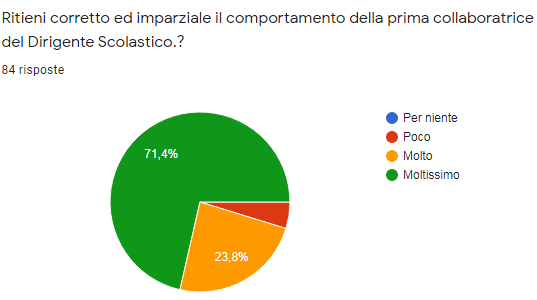 Ritieni corretto ed imparziale il comportamento della prima collaboratrice
del Dirigente Scolastico.?
84 risposte
Per niente
Poco
Molto
Moltissimo
71,4%
23,8%